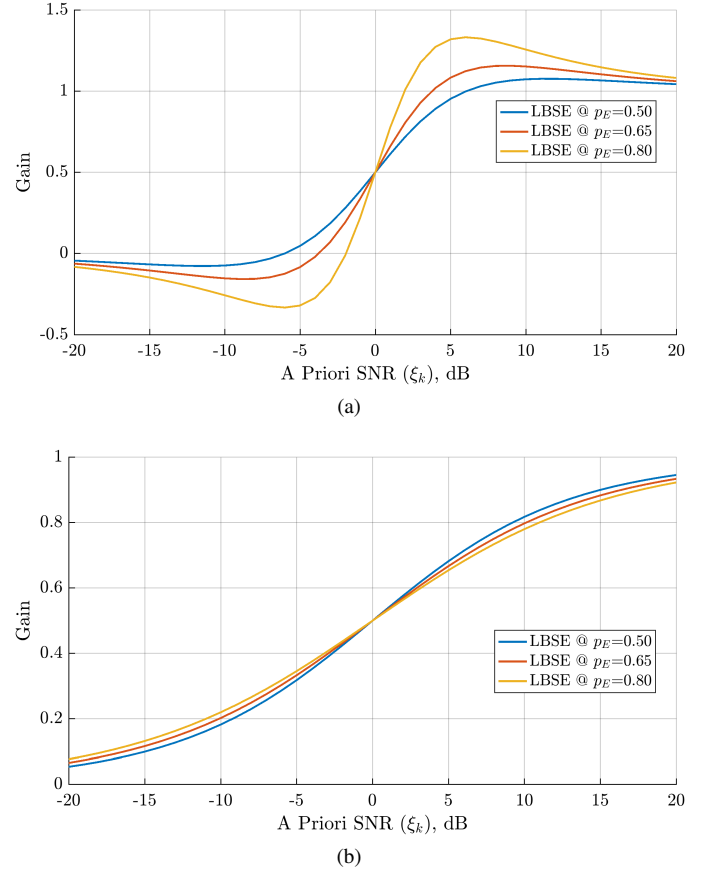 1.5
1
0.5
0
-0.5
Gain
LBSE @ p_E=0.50
LBSE @ p_E=0.65
LBSE @ p_E=0.80
-20 -15 -10 -5 0 5 10 15 20
A Priori SNR (ξ_k), dB
(a)
1
0.8
0.6
0.4
0.2
0
Gain
LBSE @ p_E=0.50
LBSE @ p_E=0.65
LBSE @ p_E=0.80
-20 -15 -10 -5 0 5 10 15 20
A Priori SNR (ξ_k), dB
(b)